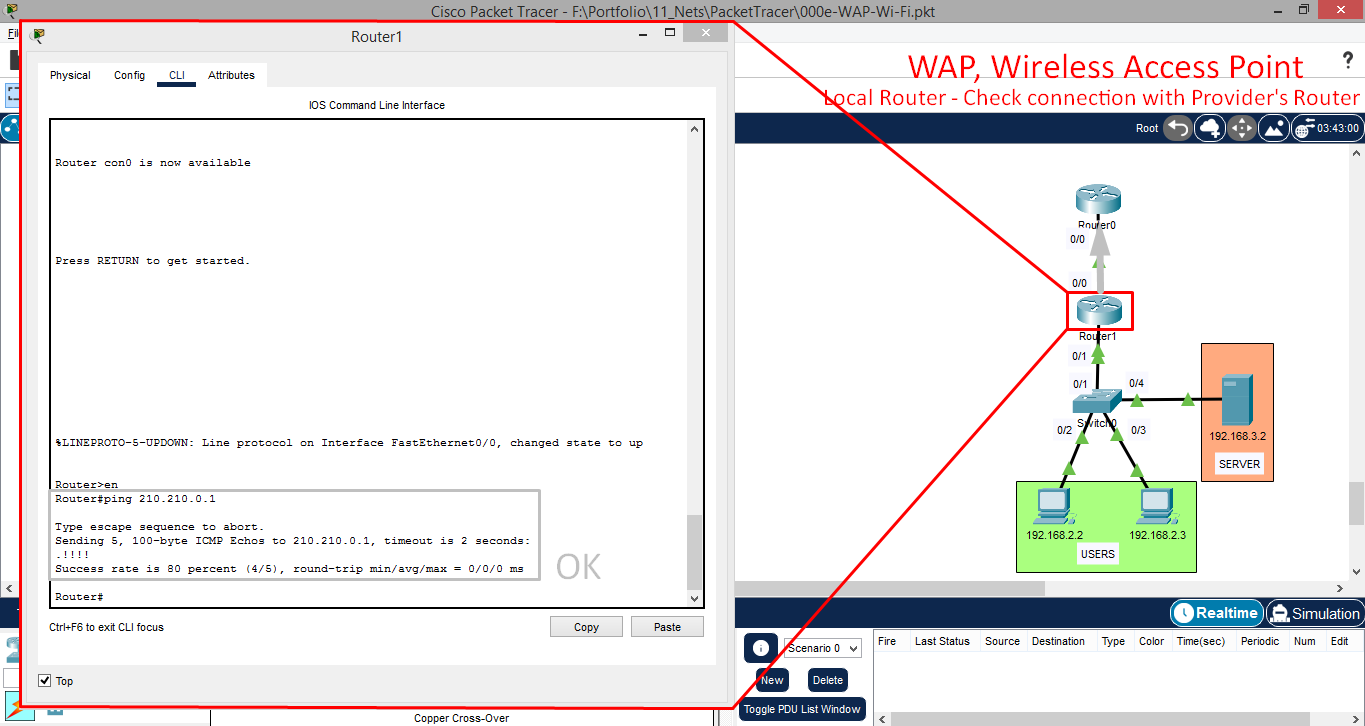 Cisco Packet Tracer - F:\Portfolio\11_Nets\PacketTracer\000e-WAP-Wi-Fi.pkt
Router1
Physical Config CLI Attributes
IOS Command Line Interface
Router con0 is now available
Press RETURN to get started.
%LINEPROTO-5-UPDOWN: Line protocol on Interface FastEthernet0/0, changed state to up
Router>en
Router#ping 210.210.0.1
Type escape sequence to abort.
Sending 5, 100-byte ICMP Echos to 210.210.0.1, timeout is 2 seconds:
.!!!!
Success rate is 80 percent (4/5), round-trip min/avg/max = 0/0/0 ms
OK
Router#
Ctrl+F6 to exit CLI focus
Copy Paste
Top
Copper Cross-Over
WAP, Wireless Access Point
Local Router - Check connection with Provider's Router
?
Root 03:43:00
Router0
0/0
0/0
Router1
0/1
0/1 0/4
Switch0
0/2 0/3
192.168.3.2
SERVER
192.168.2.2 192.168.2.3
USERS
Realtime Simulation
Scenario 0
New Delete
Toggle PDU List Window
Fire Last Status Source Destination Type Color Time(sec) Periodic Num Edit